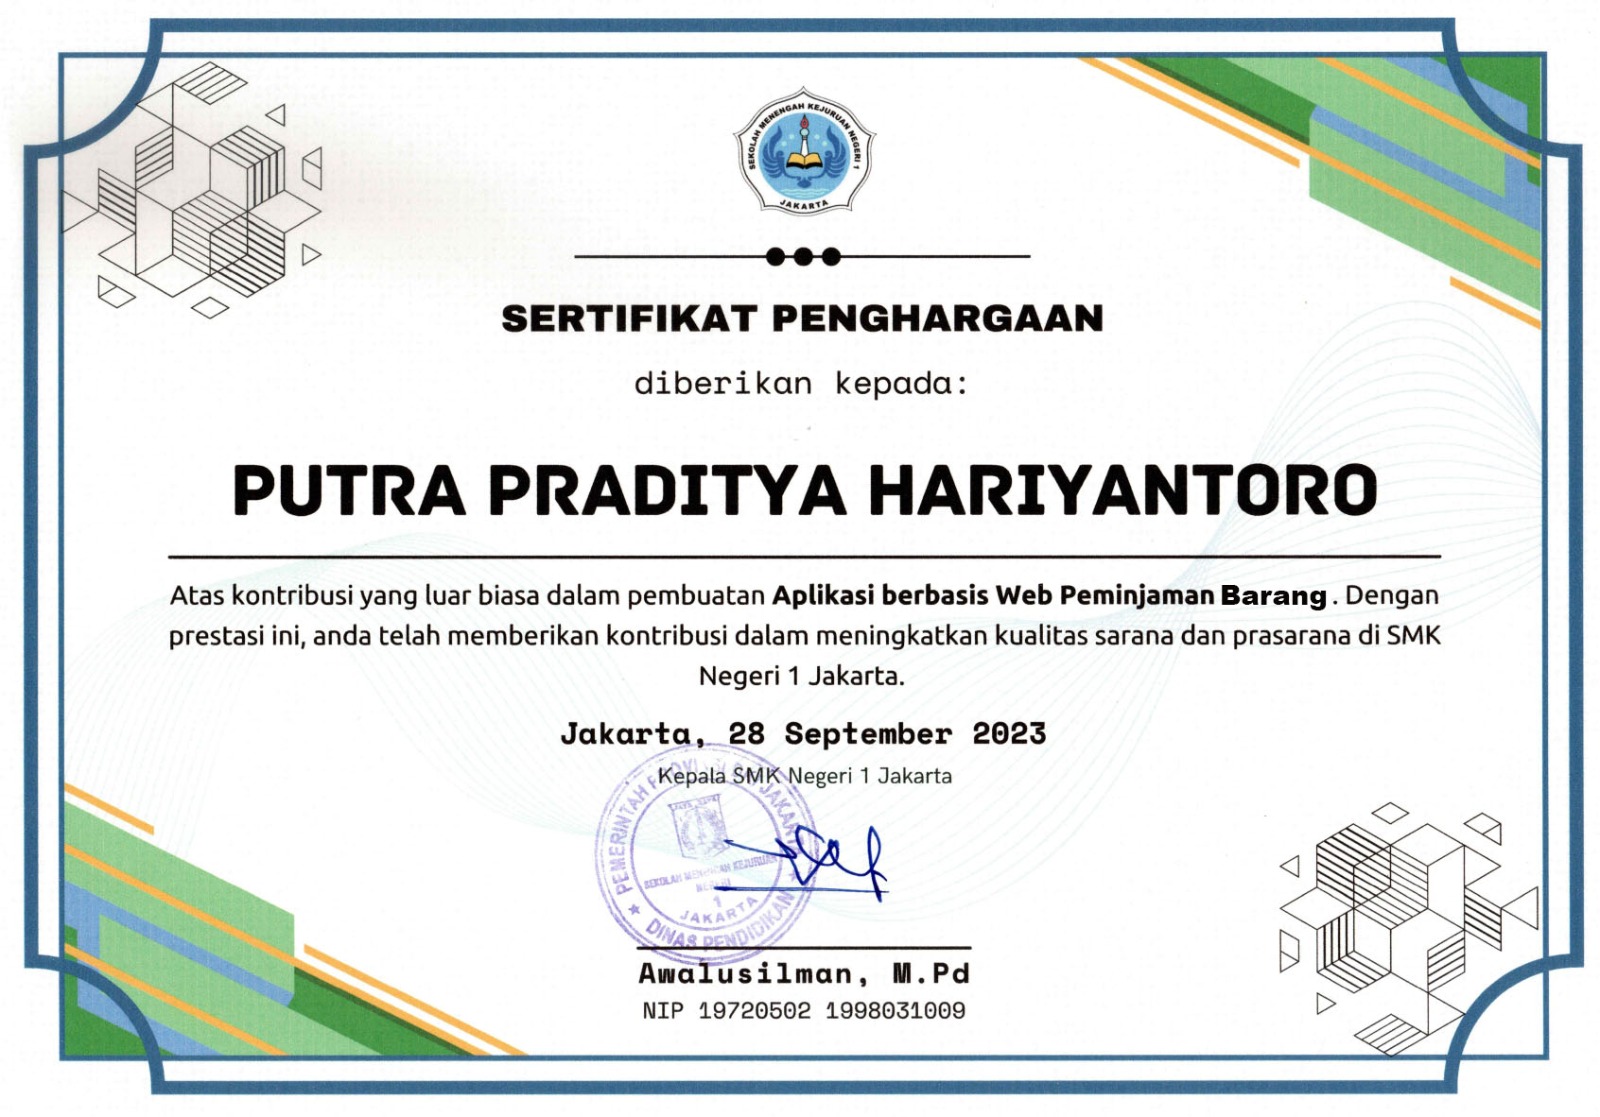 SEKOLAH MENENGAH KEJURUAN NEGERI 1
JAKARTA
SERTIFIKAT PENGHARGAAN
diberikan kepada:
PUTRA PRADITYA HARIYANTORO
Atas kontribusi yang luar biasa dalam pembuatan Aplikasi berbasis Web Peminjaman Barang . Dengan
prestasi ini, anda telah memberikan kontribusi dalam meningkatkan kualitas sarana dan prasarana di SMK
Negeri 1 Jakarta.
Jakarta, 28 September 2023
Kepala SMK Negeri 1 Jakarta
PEMERINTAH PROVINSI DKI JAKARTA
SEKOLAH MENENGAH KEJURUAN
NEGERI
1
JAKARTA
DINAS PENDIDIKAN
Awalusilman, M.Pd
NIP 19720502 1998031009